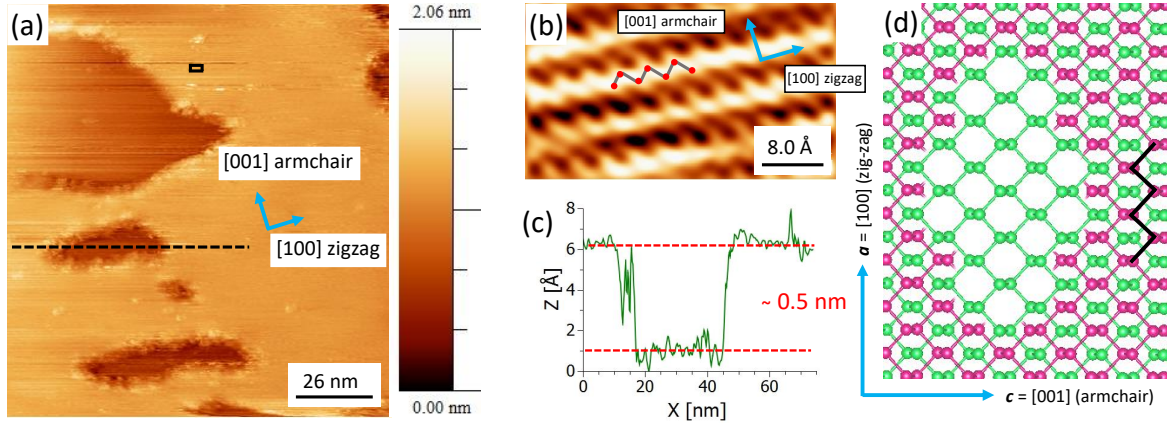 (a)
2.06 nm
[001] armchair
[100] zigzag
26 nm
0.00 nm
(b)
[001] armchair
[100] zigzag
8.0 Å
(c)
8
6
4
2
0
Z [Å]
~ 0.5 nm
0 20 40 60
X [nm]
(d)
a = [100] (zig-zag)
c = [001] (armchair)